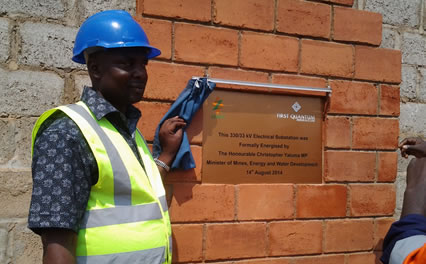 FIRST QUANTUM
This 330/33 kV Electrical Substation was
Formally Energised by
The Honourable Christopher Yaluma MP
Minister of Mines, Energy and Water Development
14th August 2014